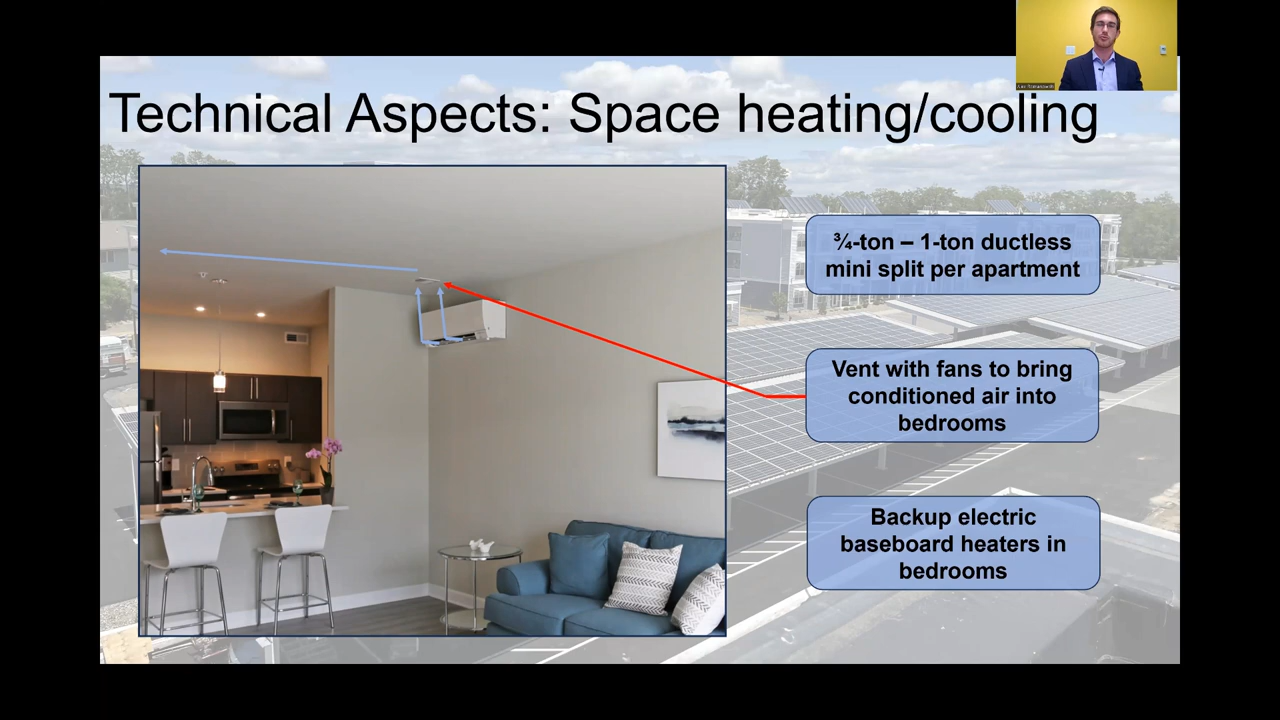 Technical Aspects: Space heating/cooling
¾-ton – 1-ton ductless
mini split per apartment
Vent with fans to bring
conditioned air into
bedrooms
Backup electric
baseboard heaters in
bedrooms